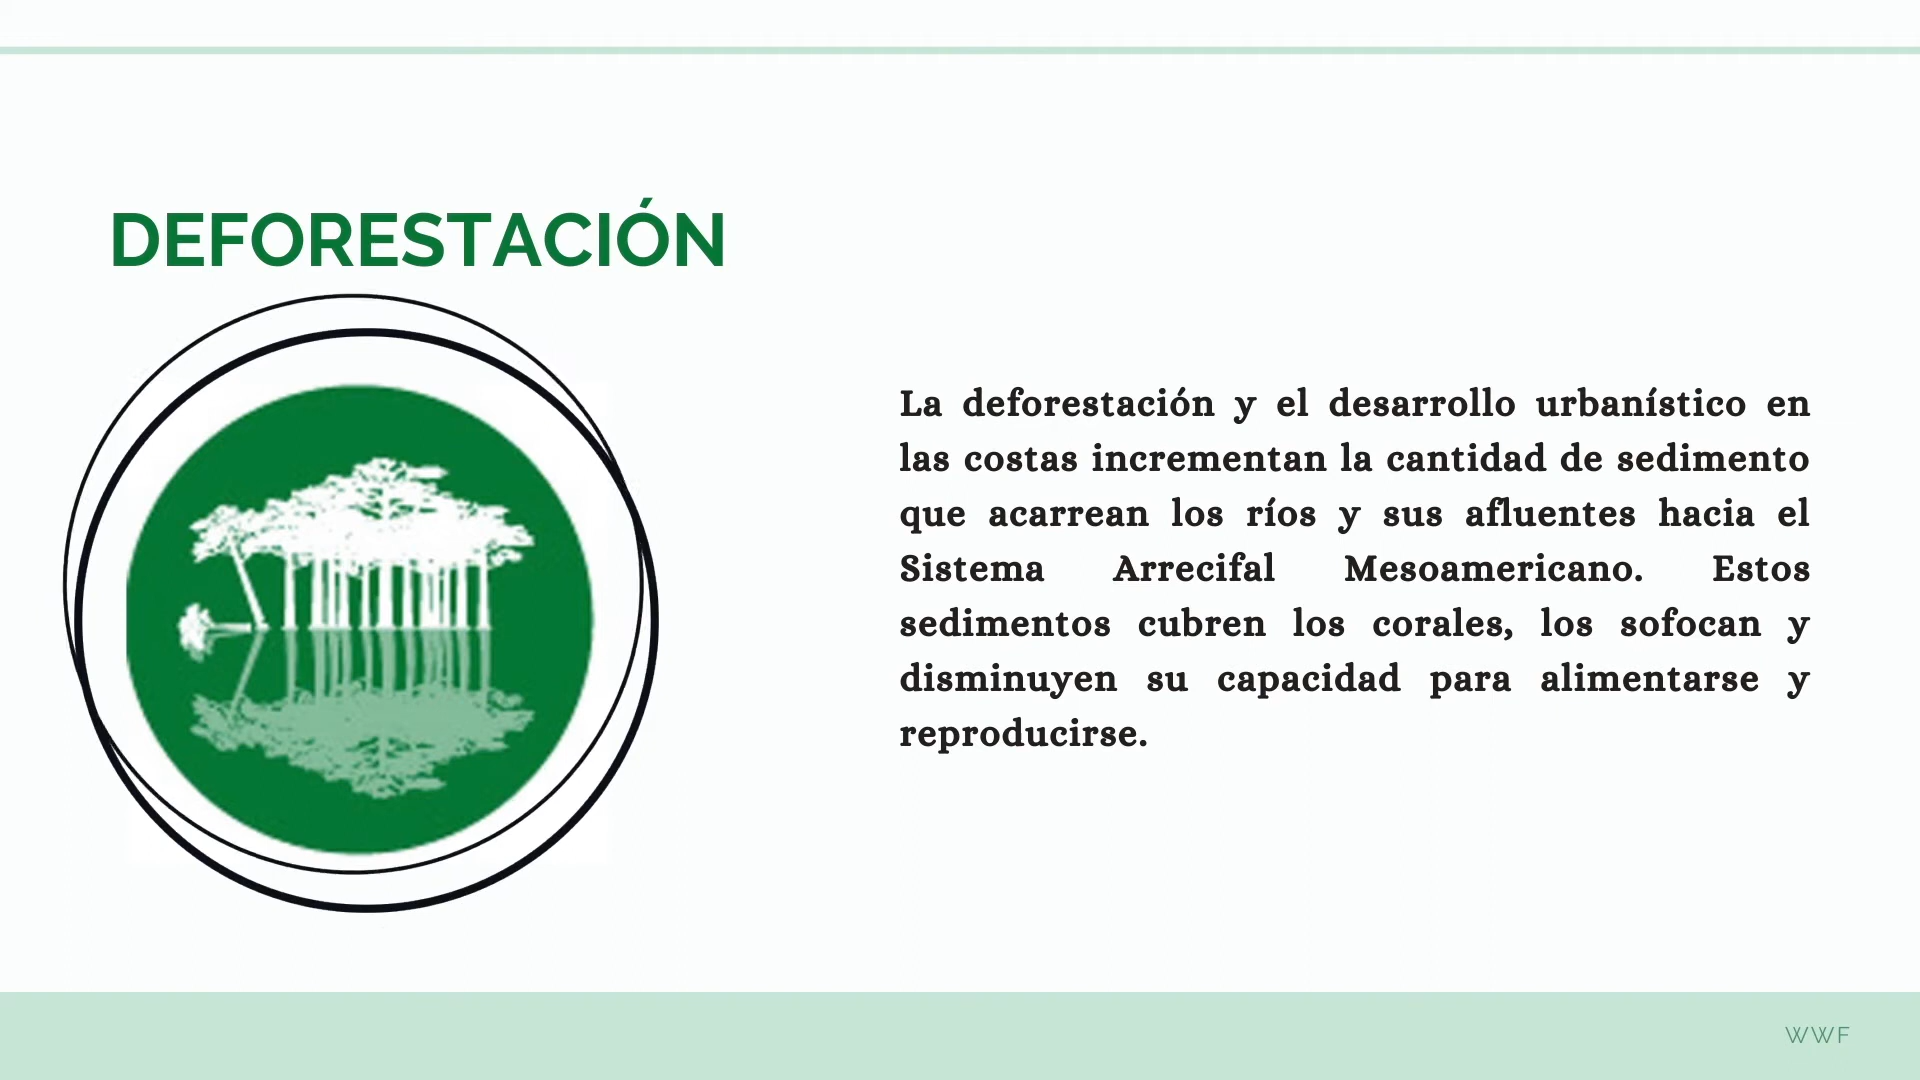 DEFORESTACIÓN
La deforestación y el desarrollo urbanístico en
las costas incrementan la cantidad de sedimento
que acarrean los ríos y sus afluentes hacia el
Sistema Arrecifal Mesoamericano. Estos
sedimentos cubren los corales, los sofocan y
disminuyen su capacidad para alimentarse y
reproducirse.
WWF